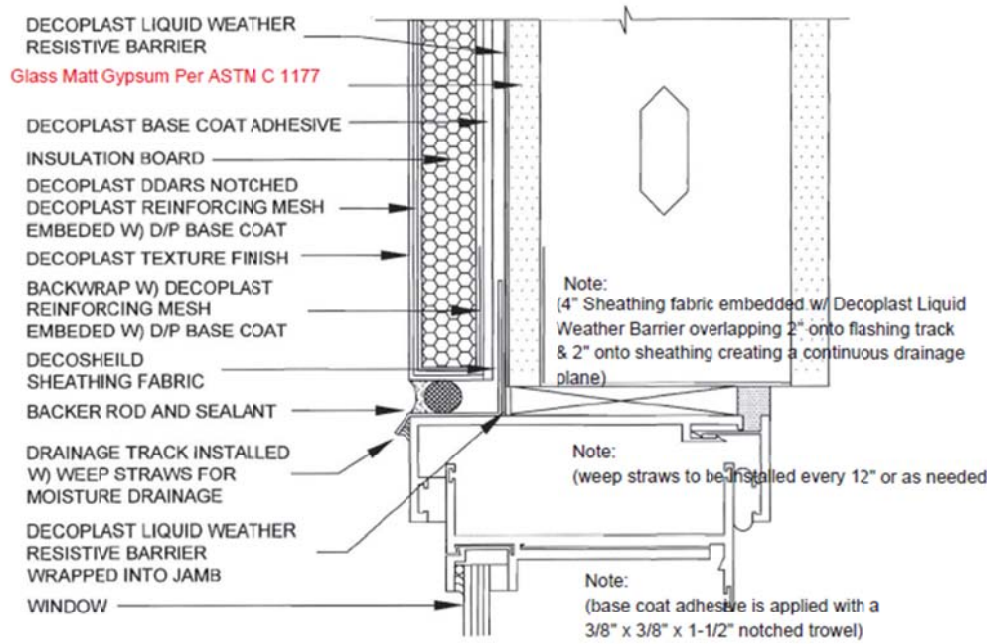 DECOPLAST LIQUID WEATHER
RESISTIVE BARRIER
Glass Matt Gypsum Per ASTN C 1177
DECOPLAST BASE COAT ADHESIVE
INSULATION BOARD
DECOPLAST DDARS NOTCHED
DECOPLAST REINFORCING MESH
EMBEDED W) D/P BASE COAT
DECOPLAST TEXTURE FINISH
BACKWRAP W) DECOPLAST
REINFORCING MESH
EMBEDED W) D/P BASE COAT
DECOSHEILD
SHEATHING FABRIC
BACKER ROD AND SEALANT
DRAINAGE TRACK INSTALLED
W) WEEP STRAWS FOR
MOISTURE DRAINAGE
DECOPLAST LIQUID WEATHER
RESISTIVE BARRIER
WRAPPED INTO JAMB
WINDOW
Note:
(4" Sheathing fabric embedded w/ Decoplast Liquid
Weather Barrier overlapping 2" onto flashing track
& 2" onto sheathing creating a continuous drainage
plane)
Note:
(weep straws to be installed every 12" or as needed
Note:
(base coat adhesive is applied with a
3/8" x 3/8" x 1-1/2" notched trowel)